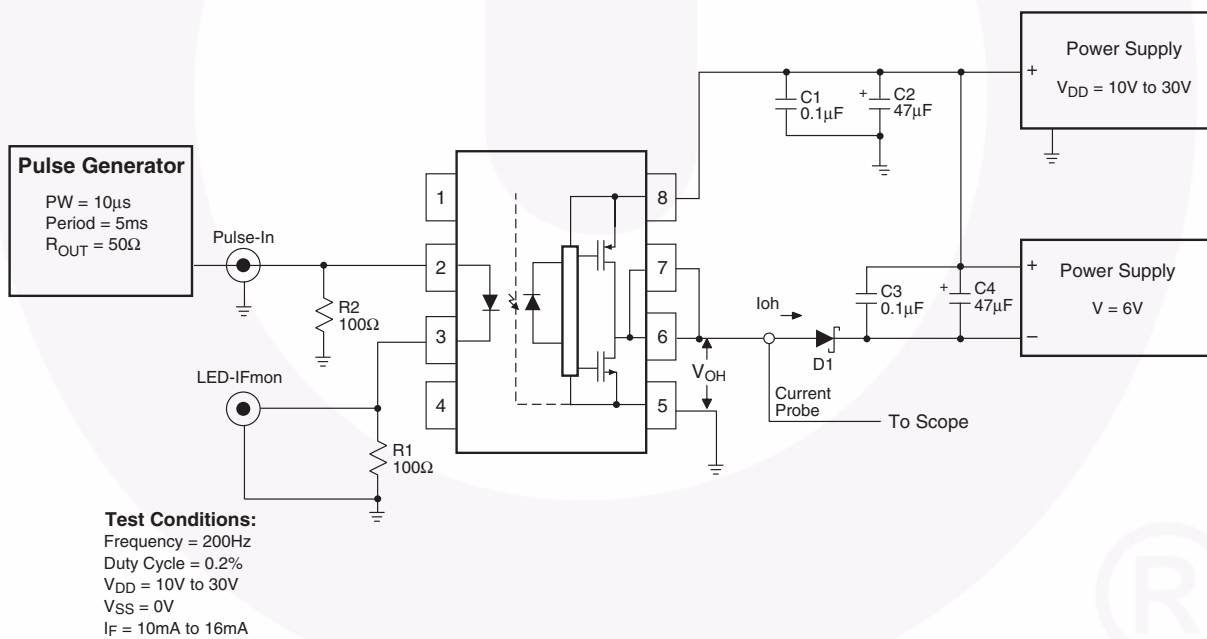 Power Supply
+
VDD = 10V to 30V
C1
0.1µF
+
C2
47µF
Pulse Generator
PW = 10µs
Period = 5ms
ROUT = 50Ω
Pulse-In
1
8
2
7
3
6
4
5
R2
100Ω
LED-IFmon
R1
100Ω
VOH
Ioh
D1
Current
Probe
To Scope
C3
0.1µF
+
C4
47µF
+
Power Supply
V = 6V
–
Test Conditions:
Frequency = 200Hz
Duty Cycle = 0.2%
VDD = 10V to 30V
VSS = 0V
IF = 10mA to 16mA
®